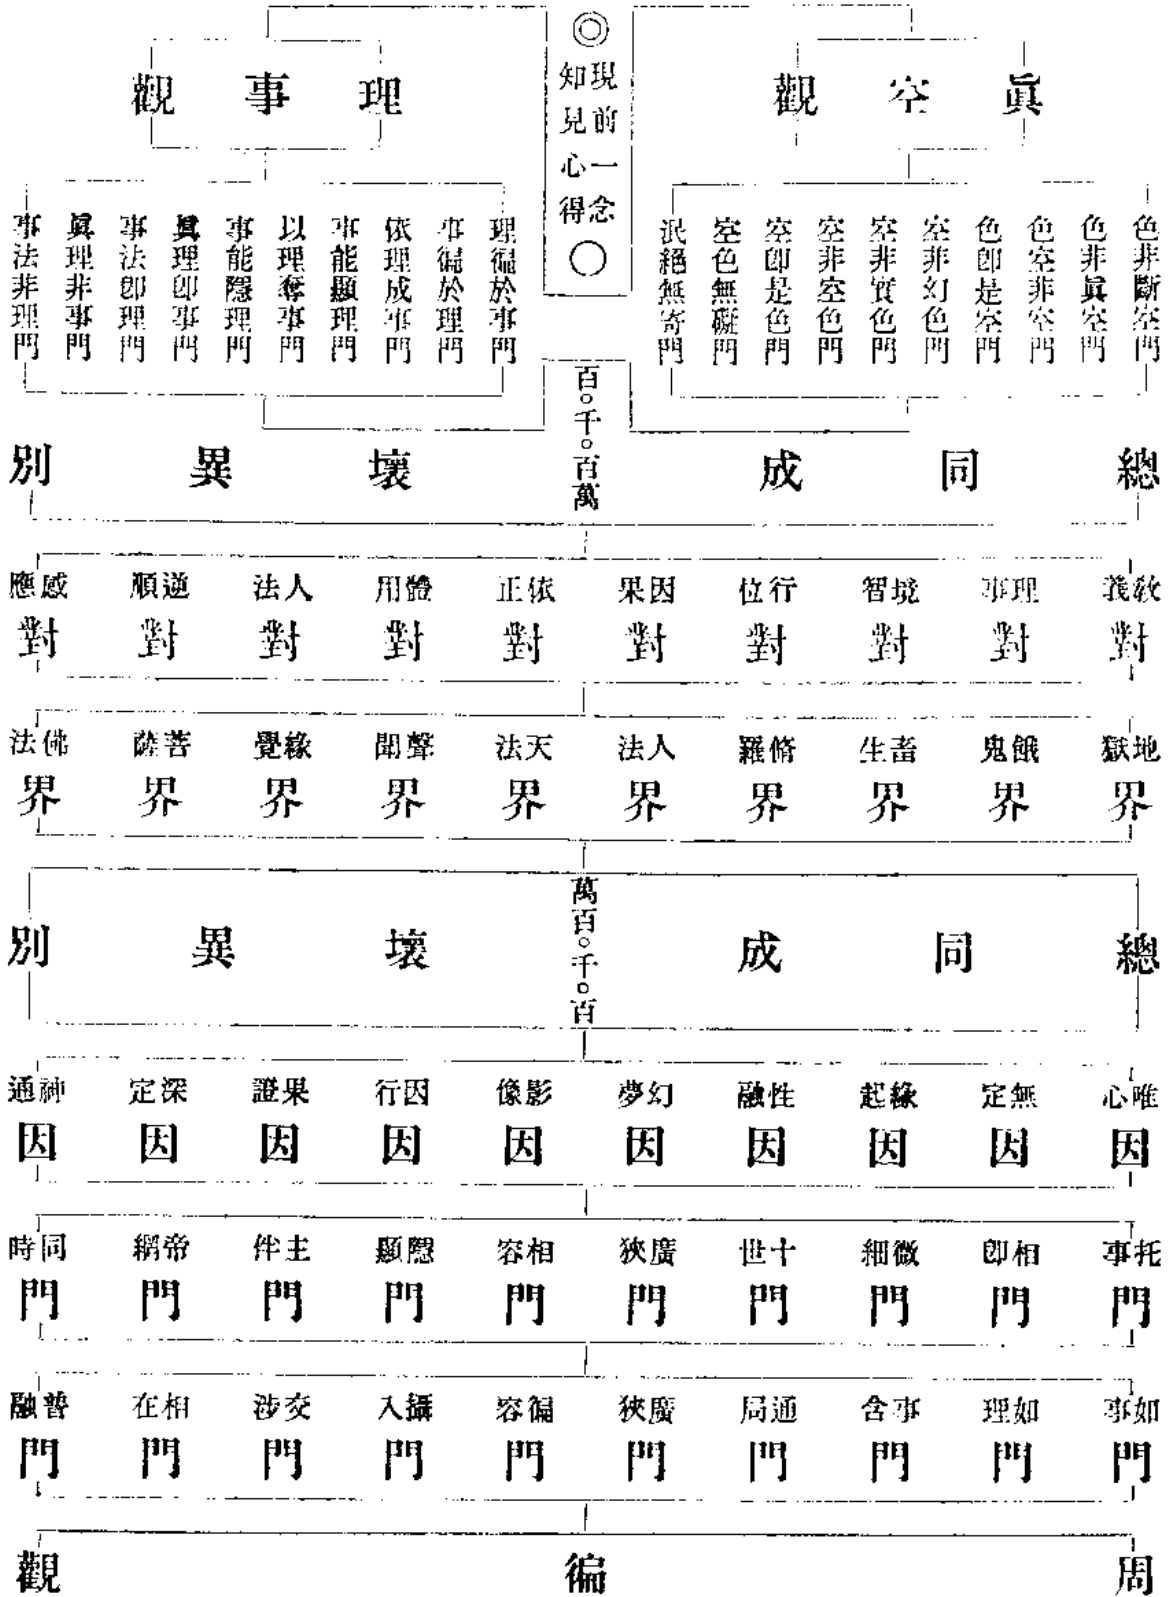 現前一念
知見心得
眞空觀
色非斷空門
色非眞空門
色空非空門
色卽是空門
空非幻色門
空非實色門
空非空色門
空卽是色門
空色無礙門
泯絕無寄門
理事觀
理徧於事門
事徧於理門
依理成事門
事能顯理門
以理奪事門
事能隱理門
眞理卽事門
事法卽理門
眞理非事門
事法非理門
百○千○百萬
總同成壞異別
敎義對
理事對
境智對
行位對
因果對
依正對
體用對
人法對
逆順對
感應對
地獄界
餓鬼界
畜生界
脩羅界
人法界
天法界
聲聞界
緣覺界
菩薩界
佛法界
萬百○千○百
總同成壞異別
唯心因
無定因
緣起因
性融因
幻夢因
影像因
因行因
果證因
深定因
神通因
托事門
相卽門
微細門
十世門
廣狹門
相容門
隱顯門
主伴門
帝網門
同時門
如事門
如理門
事含門
通局門
廣狹門
徧容門
攝入門
交涉門
相在門
普融門
周徧觀